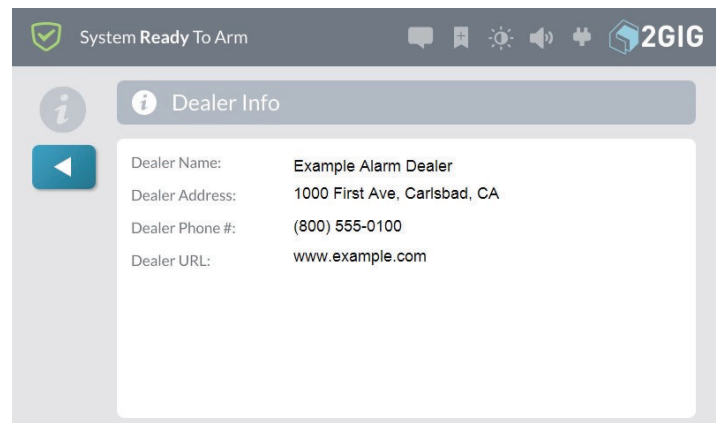 System Ready To Arm
2GIG
i
i Dealer Info
Dealer Name: Example Alarm Dealer
Dealer Address: 1000 First Ave, Carlsbad, CA
Dealer Phone #: (800) 555-0100
Dealer URL: www.example.com